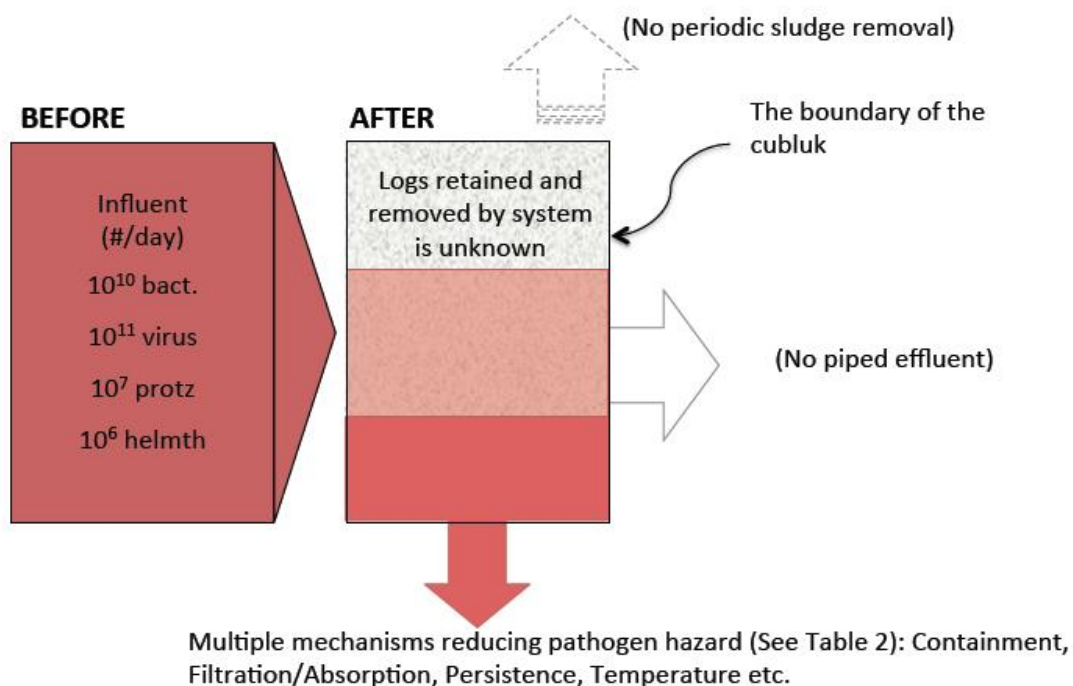 (No periodic sludge removal)
BEFORE
AFTER
The boundary of the
cubluk
Influent
(#/day)
10¹⁰ bact.
10¹¹ virus
10⁷ protz
10⁶ helmth
Logs retained and
removed by system
is unknown
(No piped effluent)
Multiple mechanisms reducing pathogen hazard (See Table 2): Containment,
Filtration/Absorption, Persistence, Temperature etc.